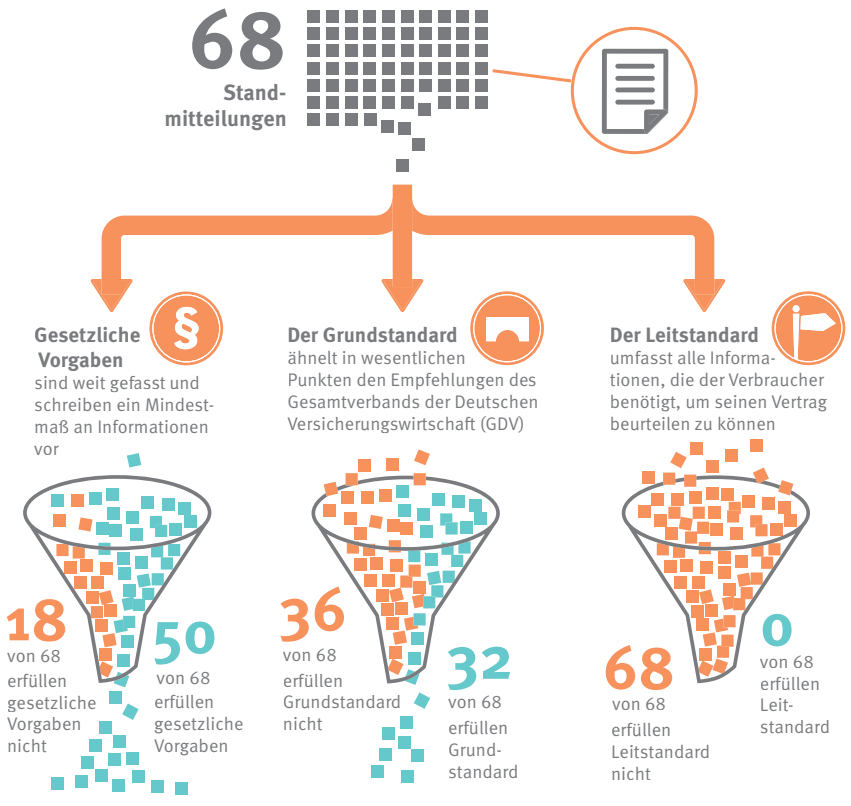 68
Stand-
mitteilungen
§
Gesetzliche
Vorgaben
sind weit gefasst und
schreiben ein Mindest-
maß an Informationen
vor
Der Grundstandard
ähnelt in wesentlichen
Punkten den Empfehlungen des
Gesamtverbands der Deutschen
Versicherungswirtschaft (GDV)
Der Leitstandard
umfasst alle Informa-
tionen, die der Verbraucher
benötigt, um seinen Vertrag
beurteilen zu können
18
von 68
erfüllen
gesetzliche
Vorgaben
nicht
50
von 68
erfüllen
gesetzliche
Vorgaben
36
von 68
erfüllen
Grundstandard
nicht
32
von 68
erfüllen
Grund-
standard
68
von 68
erfüllen
Leitstandard
nicht
0
von 68
erfüllen
Leit-
standard